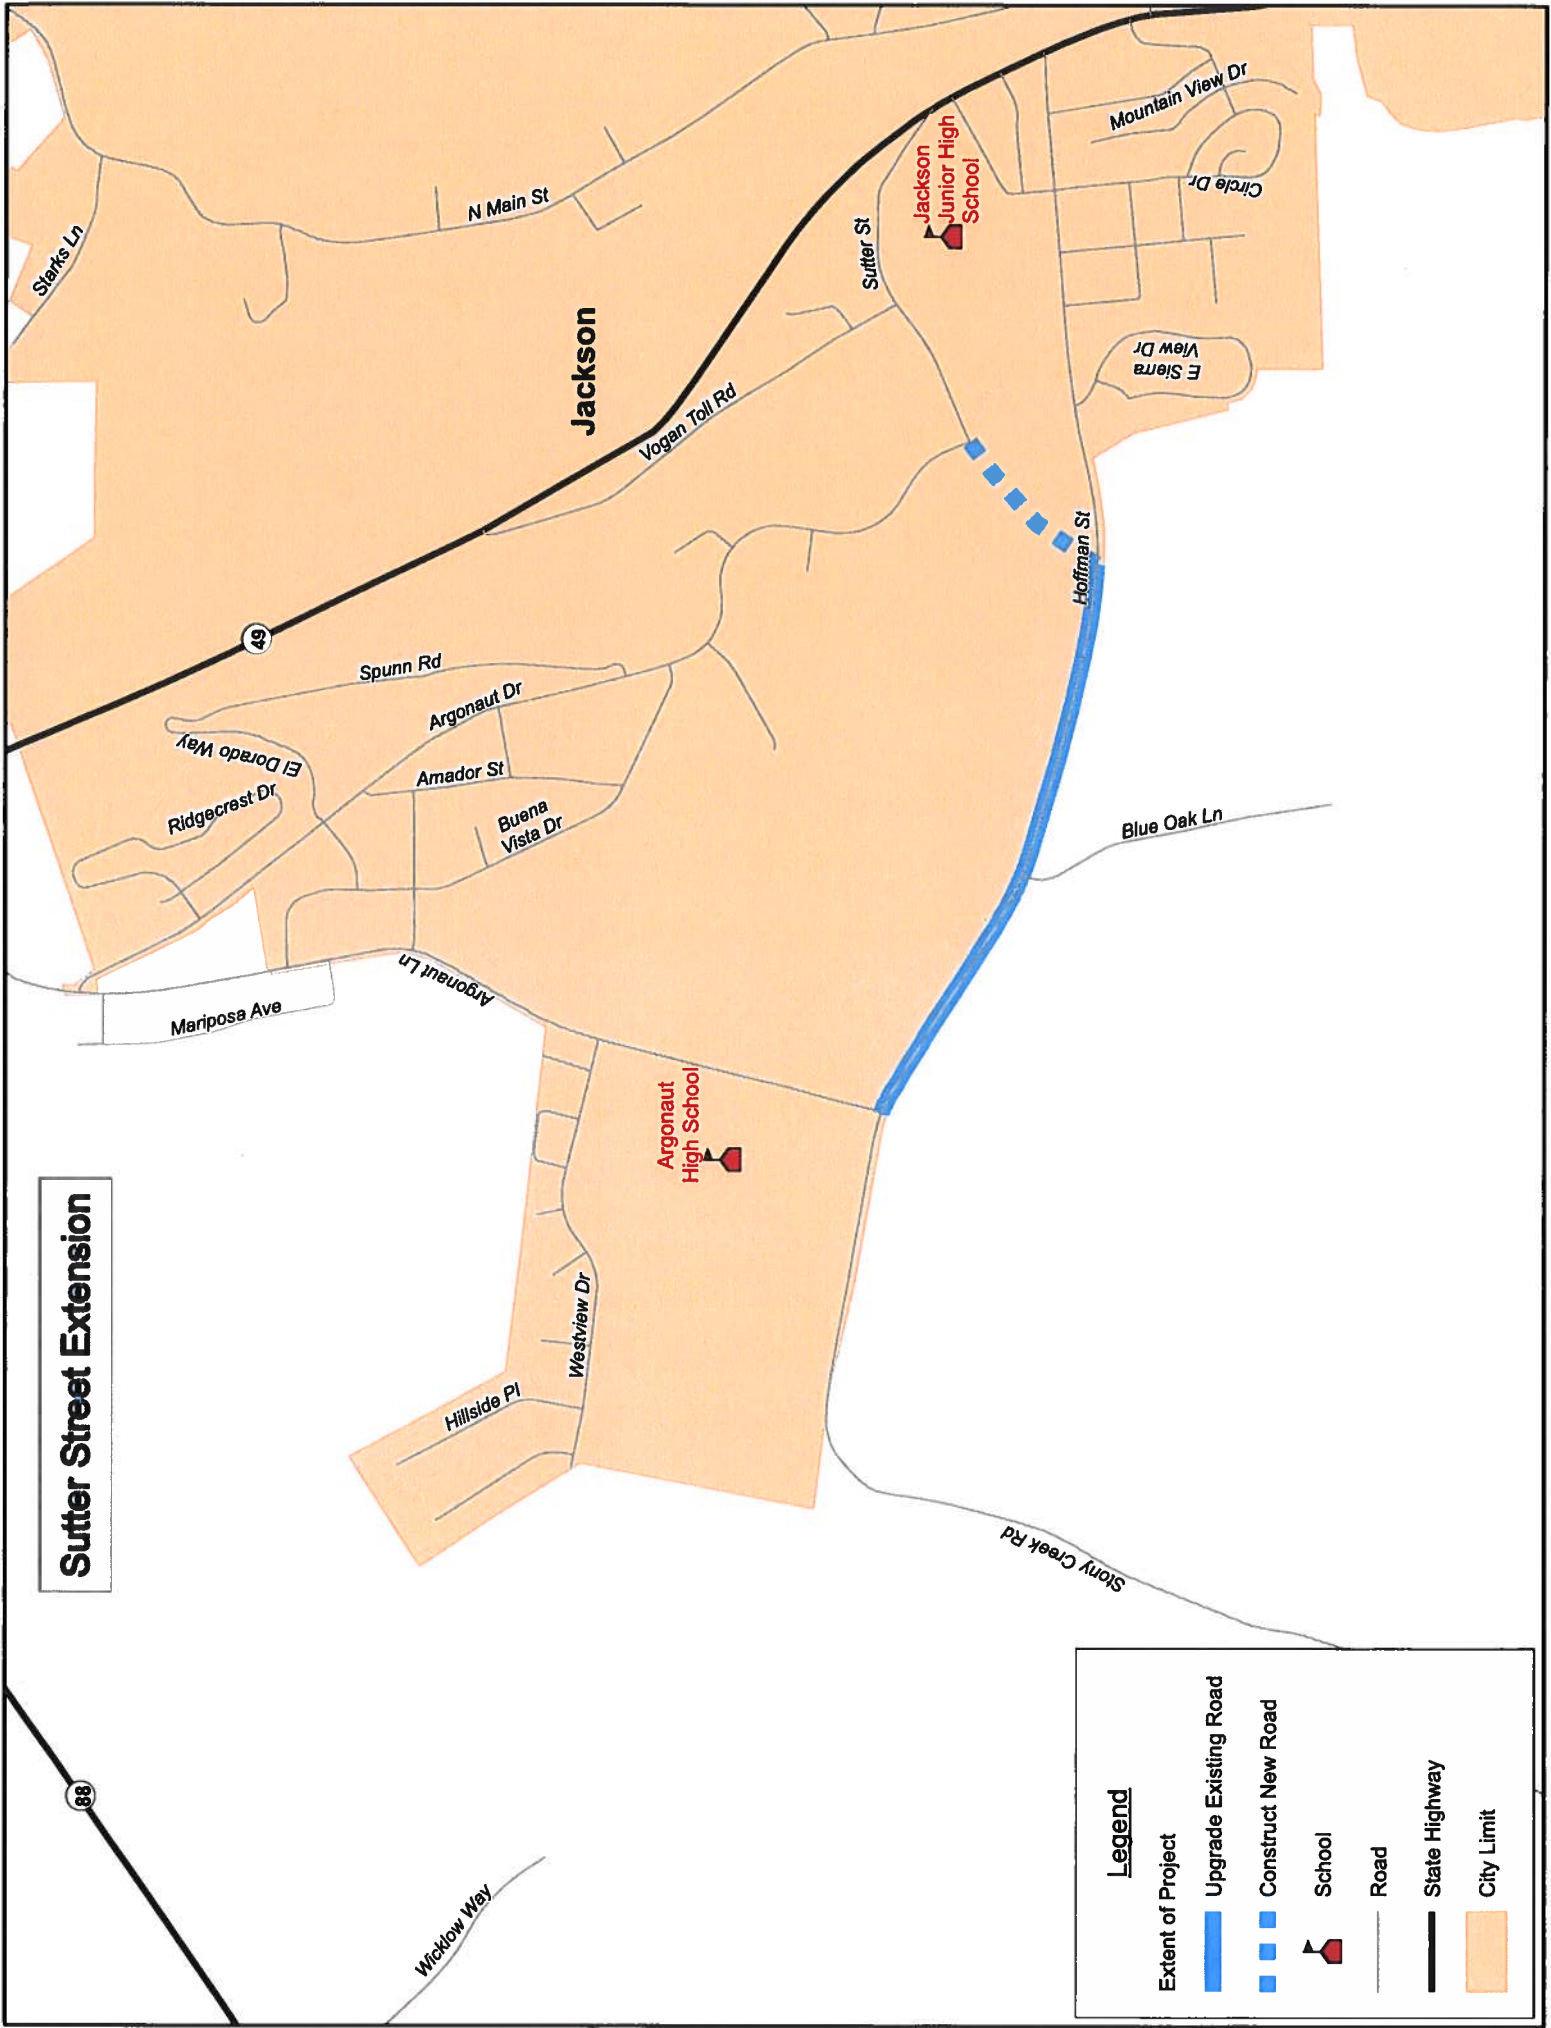 Sutter Street Extension
88
Wicklow Way
Hillside Pl
Westview Dr
Stony Creek Rd
Argonaut
High School
Mariposa Ave
Argonaut Ln
Ridgecrest Dr
El Dorado Way
Buena
Vista Dr
Amador St
Argonaut Dr
Spunn Rd
49
Blue Oak Ln
Hoffman St
Vogan Toll Rd
Jackson
Sutter St
Jackson
Junior High
School
E Sierra
View Dr
Circle Dr
Mountain View Dr
N Main St
Starks Ln
Legend
Extent of Project
Upgrade Existing Road
Construct New Road
School
Road
State Highway
City Limit